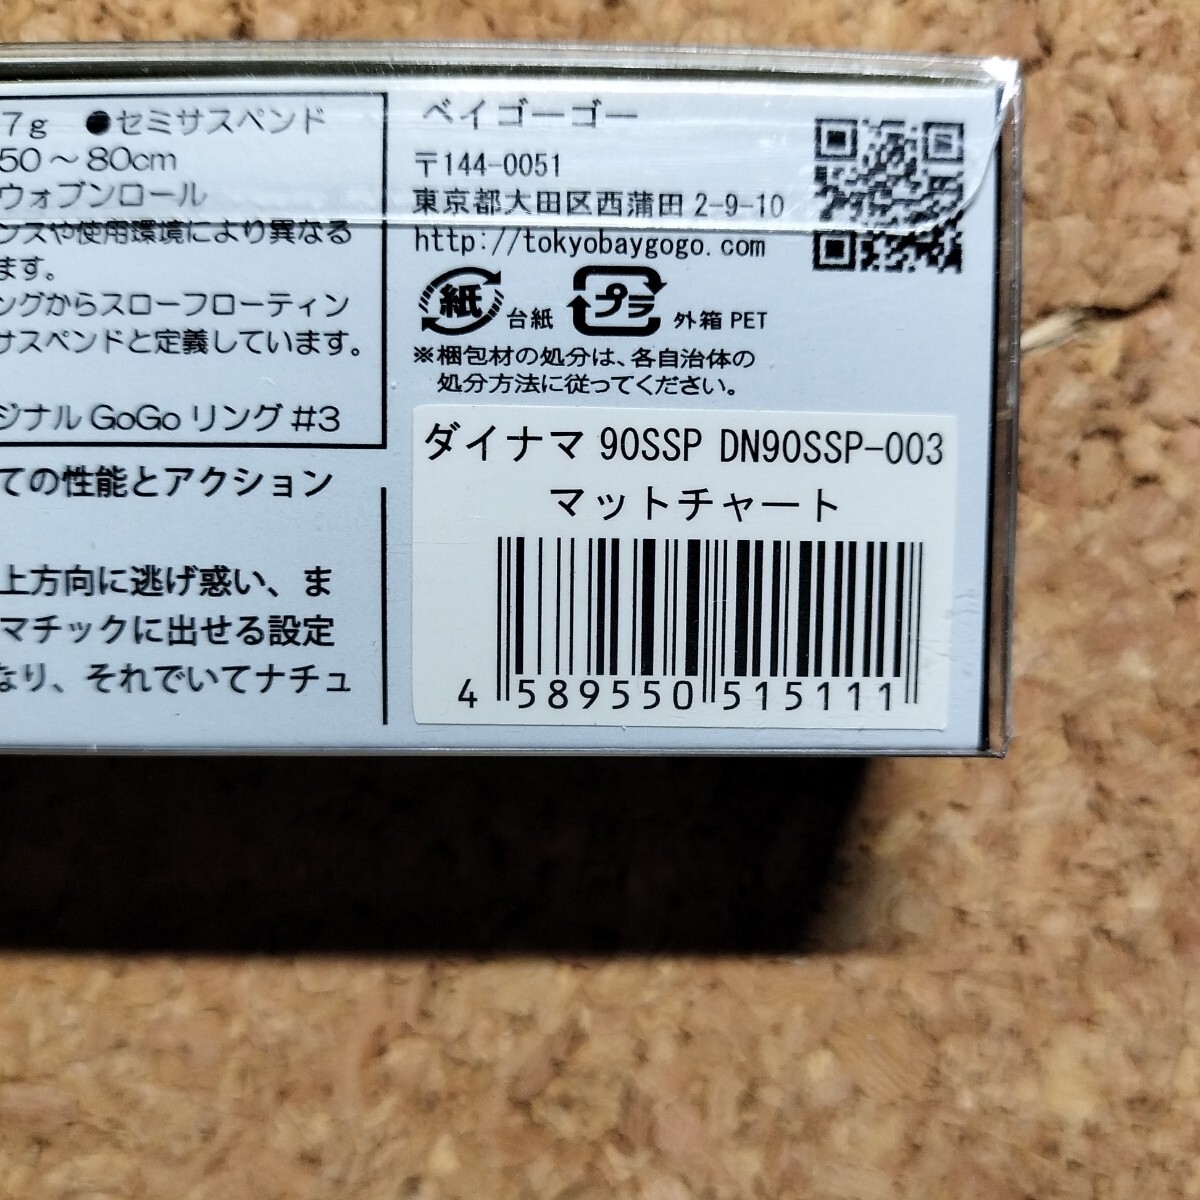 7g ●セミサスペンド
50～80cm
ウォブンロール
ンスや使用環境により異なる
ます。
ングからスローフローティン
サスペンドと定義しています。
ジナル GoGo リング #3
ての性能とアクション
上方向に逃げ惑い、ま
マチックに出せる設定
なり、それでいてナチュ
ベイゴーゴー
〒144-0051
東京都大田区西蒲田 2-9-10
http://tokyobaygogo.com
紙 台紙 プラ 外箱 PET
※梱包材の処分は、各自治体の
処分方法に従ってください。
ダイナマ 90SSP DN90SSP-003
マットチャート
4 589550 515111